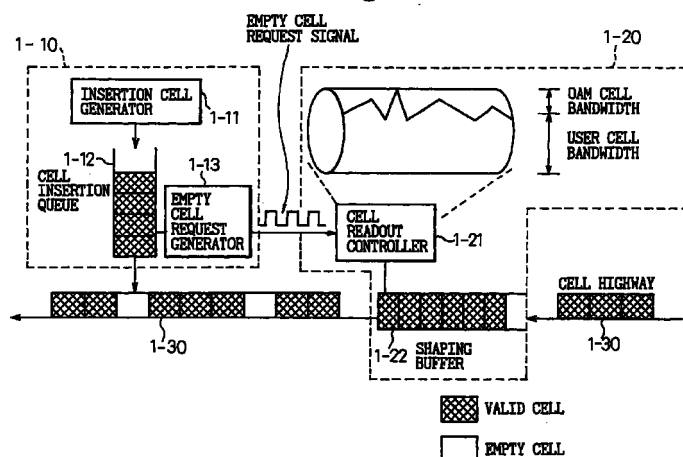 EMPTY CELL
REQUEST SIGNAL
1-10
1-20
INSERTION CELL
GENERATOR
1-11
OAM CELL
BANDWIDTH
USER CELL
BANDWIDTH
1-12
1-13
CELL
INSERTION
QUEUE
EMPTY
CELL
REQUEST
GENERATOR
CELL
READOUT
CONTROLLER
1-21
CELL HIGHWAY
1-30
1-22
SHAPING
BUFFER
1-30
VALID CELL
EMPTY CELL